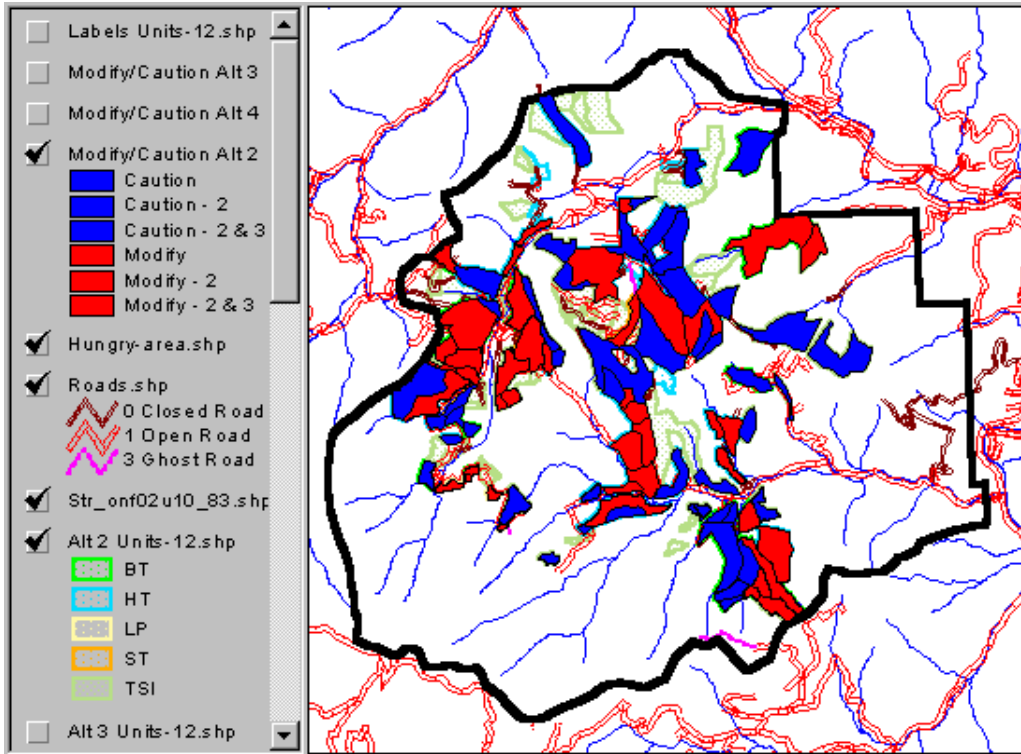 Labels Units-12.shp
Modify/Caution Alt 3
Modify/Caution Alt 4
Modify/Caution Alt 2
Caution
Caution - 2
Caution - 2 & 3
Modify
Modify - 2
Modify - 2 & 3
Hungry-area.shp
Roads.shp
0 Closed Road
1 Open Road
3 Ghost Road
Str_onf02u10_83.shp
Alt 2 Units-12.shp
BT
HT
LP
ST
TSI
Alt 3 Units-12.shp